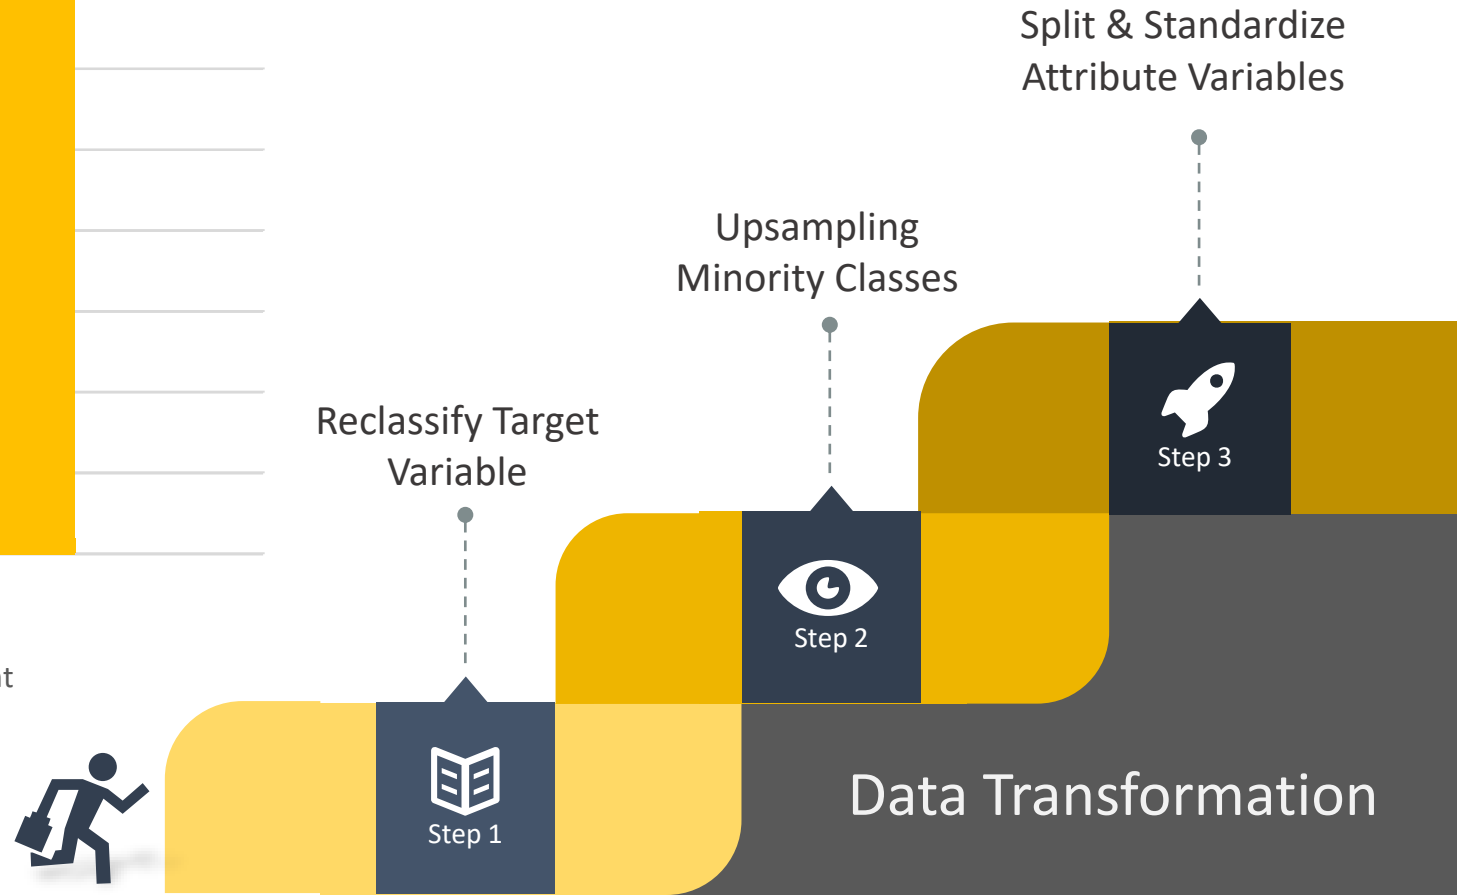 Split & Standardize
Attribute Variables
Upsampling
Minority Classes
Reclassify Target
Variable
Step 3
Step 2
Step 1
Data Transformation